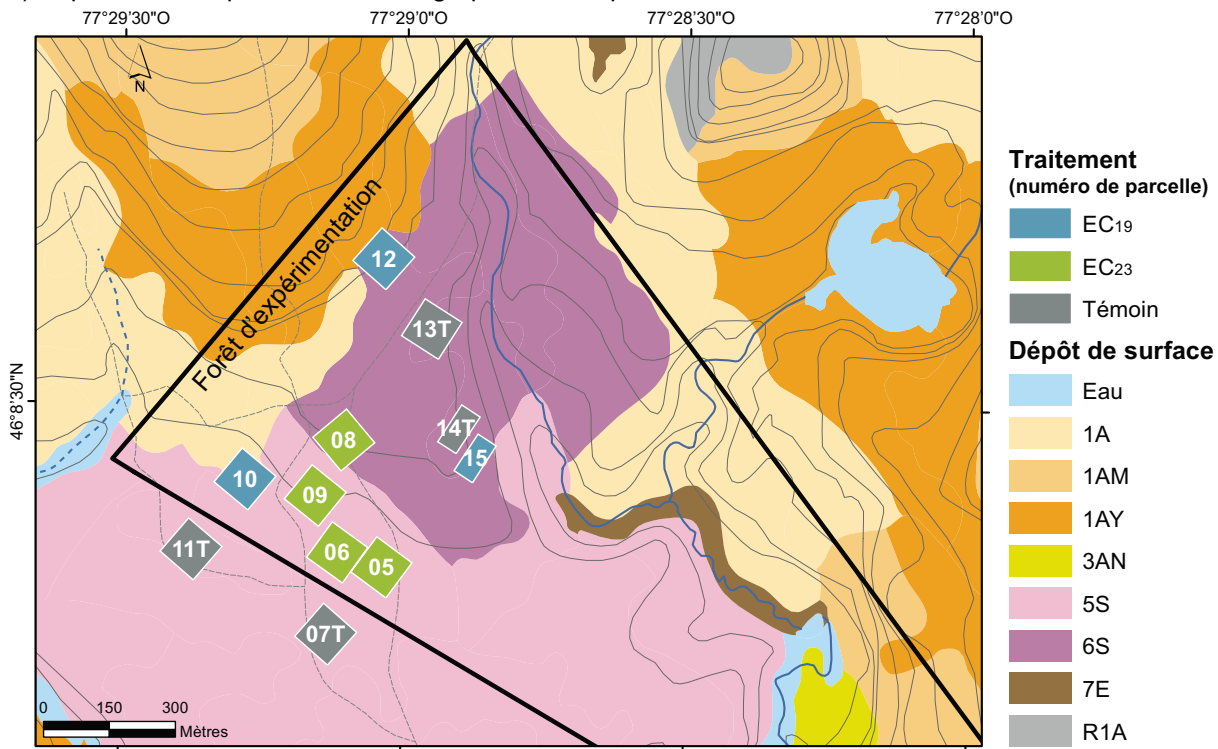 77°29'30"O
77°29'0"O
77°28'30"O
77°28'0"O
N
46°8'30"N
Forêt d'expérimentation
12
13T
14T
15
08
10
09
11T
06
05
07T
0 150 300
Mètres
Traitement
(numéro de parcelle)
EC19
EC23
Témoin
Dépôt de surface
Eau
1A
1AM
1AY
3AN
5S
6S
7E
R1A